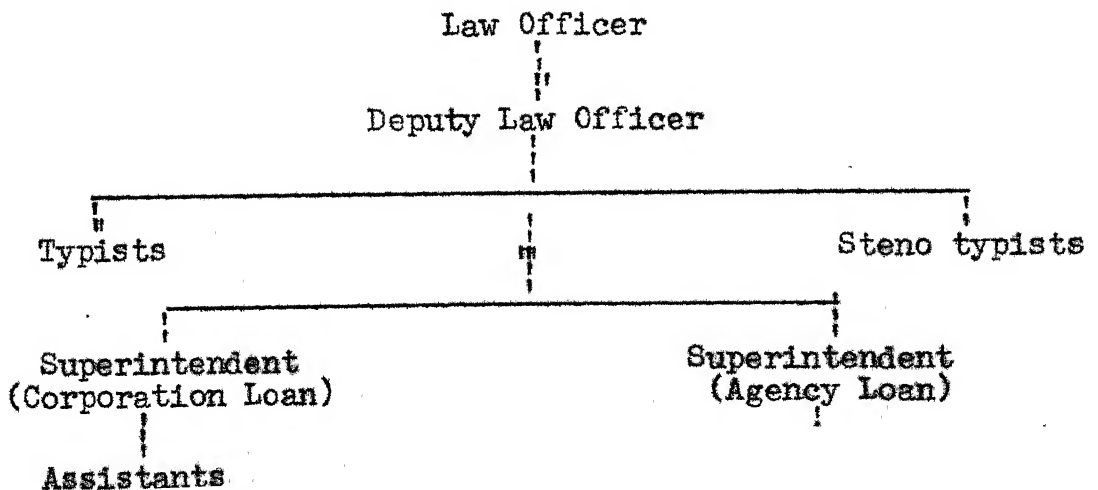 Law Officer
Deputy Law Officer
Typists
Steno typists
Superintendent
(Corporation Loan)
Superintendent
(Agency Loan)
Assistants